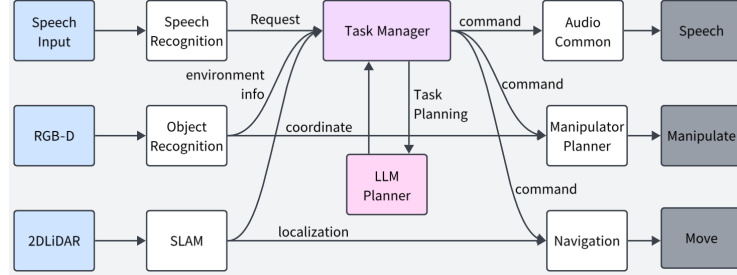 Speech
Input
Speech
Recognition
Request
Task Manager
command
Audio
Common
Speech
environment
info
command
Task
Planning
RGB-D
Object
Recognition
coordinate
Manipulator
Planner
Manipulate
LLM
Planner
command
2DLiDAR
SLAM
localization
Navigation
Move